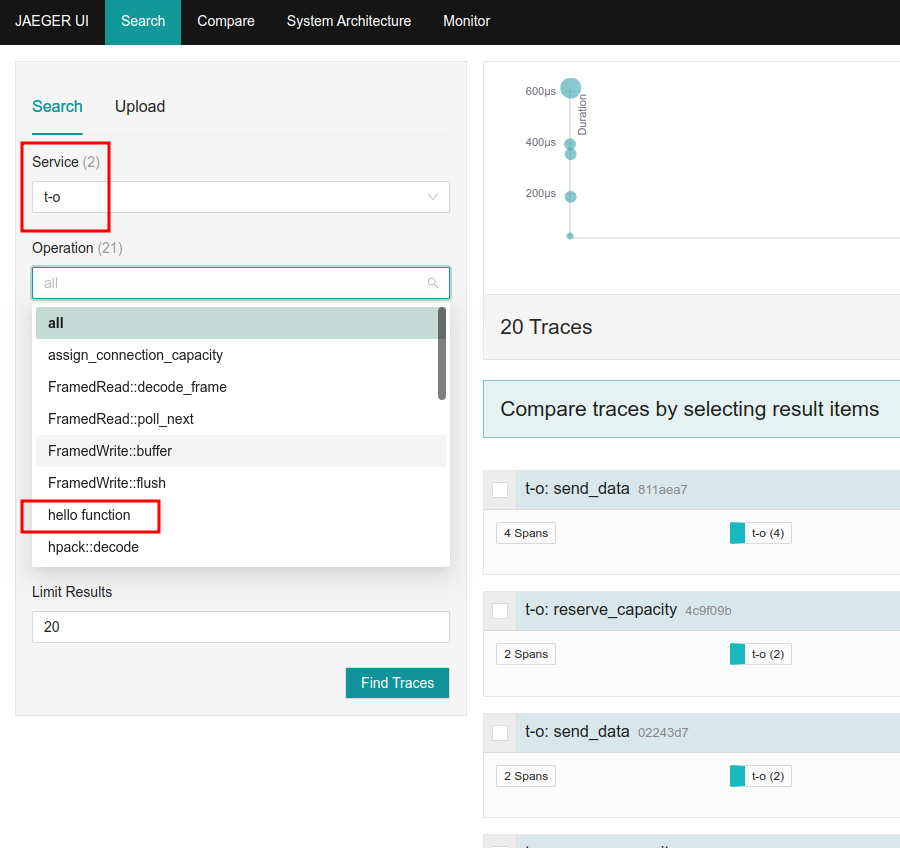 JAEGER UI Search Compare System Architecture Monitor
Search Upload
Service (2)
t-o
Operation (21)
all
all
assign_connection_capacity
FramedRead::decode_frame
FramedRead::poll_next
FramedWrite::buffer
FramedWrite::flush
hello function
hpack::decode
Limit Results
20
Find Traces
600μs
400μs
200μs
Duration
20 Traces
Compare traces by selecting result items
t-o: send_data 811aea7
4 Spans t-o (4)
t-o: reserve_capacity 4c9f09b
2 Spans t-o (2)
t-o: send_data 02243d7
2 Spans t-o (2)